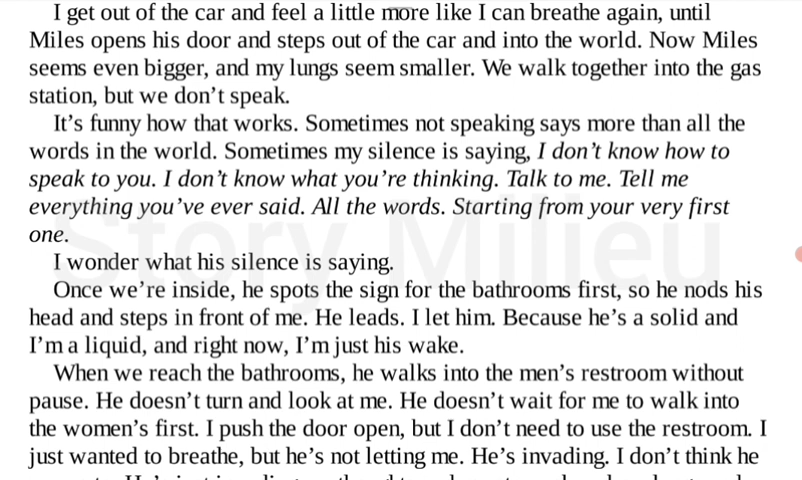 I get out of the car and feel a little more like I can breathe again, until
Miles opens his door and steps out of the car and into the world. Now Miles
seems even bigger, and my lungs seem smaller. We walk together into the gas
station, but we don’t speak.
It’s funny how that works. Sometimes not speaking says more than all the
words in the world. Sometimes my silence is saying, I don’t know how to
speak to you. I don’t know what you’re thinking. Talk to me. Tell me
everything you’ve ever said. All the words. Starting from your very first
one.
Story Milieu
I wonder what his silence is saying.
Once we’re inside, he spots the sign for the bathrooms first, so he nods his
head and steps in front of me. He leads. I let him. Because he’s a solid and
I’m a liquid, and right now, I’m just his wake.
When we reach the bathrooms, he walks into the men’s restroom without
pause. He doesn’t turn and look at me. He doesn’t wait for me to walk into
the women’s first. I push the door open, but I don’t need to use the restroom. I
just wanted to breathe, but he’s not letting me. He’s invading. I don’t think he